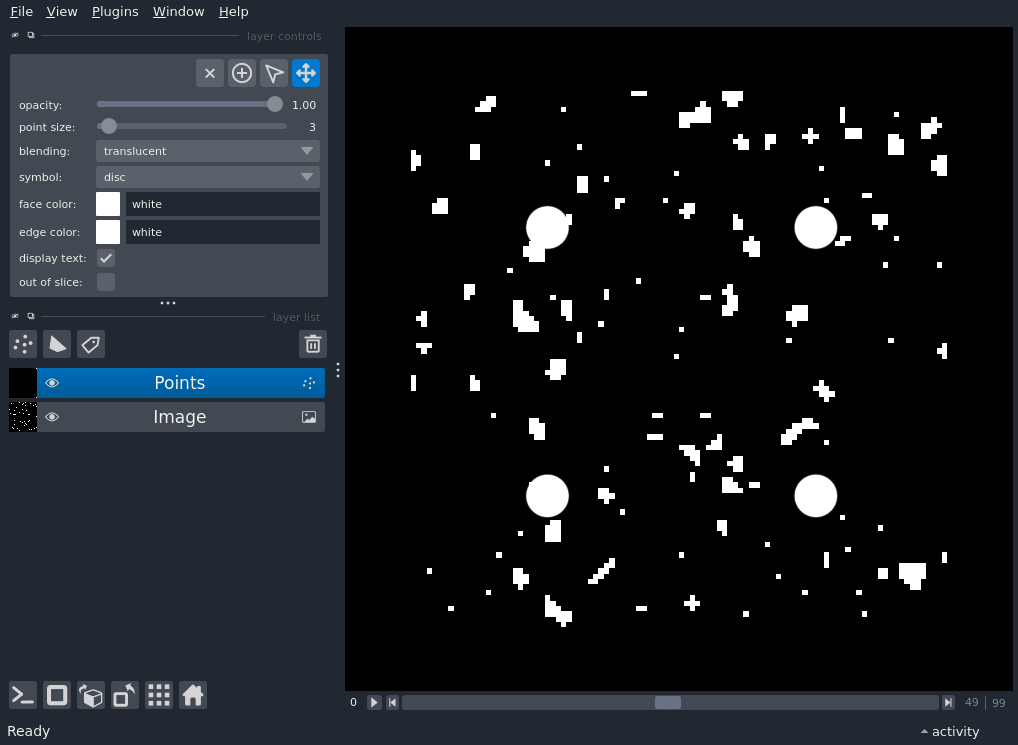 File View Plugins Window Help
layer controls
opacity: 1.00
point size: 3
blending: translucent
symbol: disc
face color: white
edge color: white
display text:
out of slice:
layer list
Points
Image
0 49 | 99
Ready activity